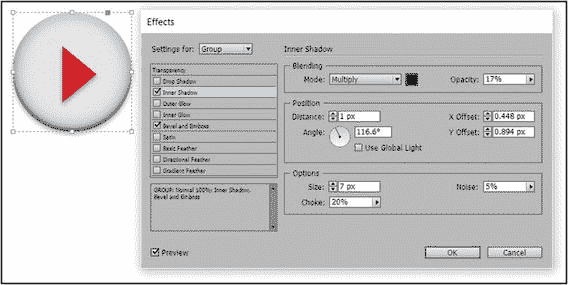 Effects
Settings for: Group
Transparency
Drop Shadow
Inner Shadow
Outer Glow
Inner Glow
Bevel and Emboss
Satin
Basic Feather
Directional Feather
Gradient Feather
GROUP: Normal 100%; Inner Shadow,
Bevel and Emboss
Preview
Inner Shadow
Blending
Mode: Multiply Opacity: 17%
Position
Distance: 1 px X Offset: 0.448 px
Angle: 116.6° Y Offset: 0.894 px
Use Global Light
Options
Size: 7 px Noise: 5%
Choke: 20%
OK Cancel